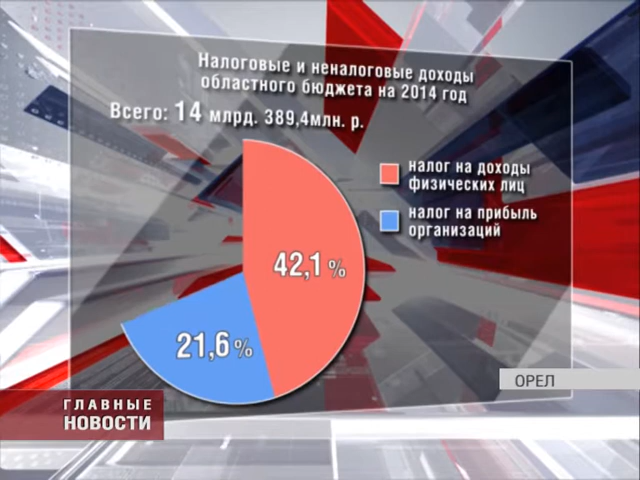 Налоговые и неналоговые доходы
областного бюджета на 2014 год
Всего: 14 млрд. 389,4млн. р.
налог на доходы
физических лиц
налог на прибыль
организаций
42,1 %
21,6 %
ОРЕЛ
ГЛАВНЫЕ
НОВОСТИ